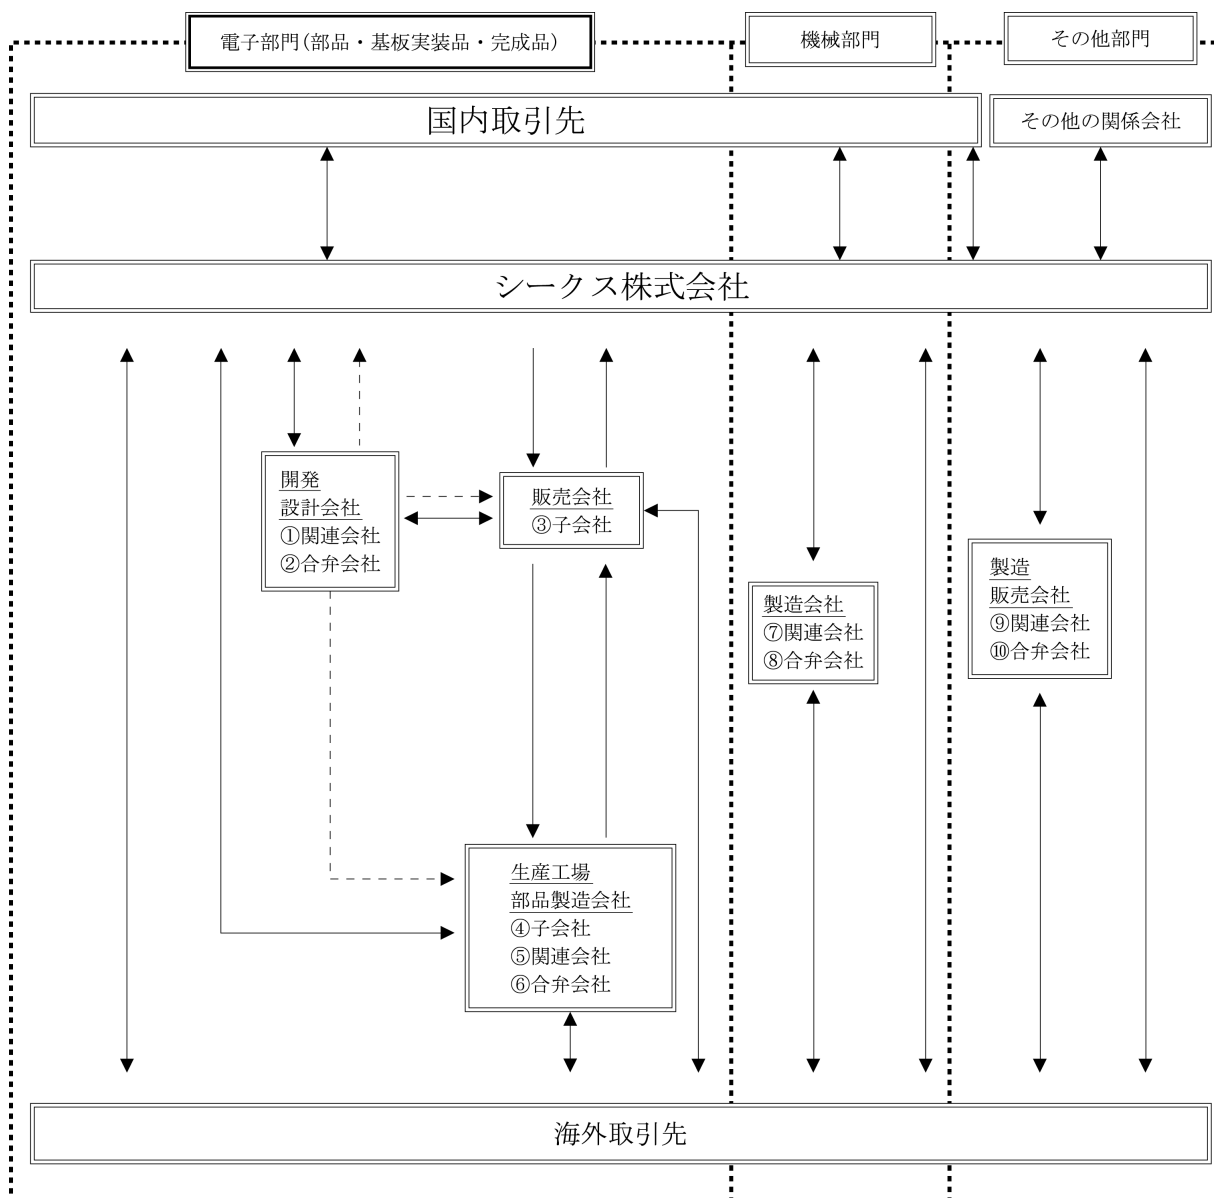 電子部門(部品・基板実装品・完成品)
機械部門
その他部門
国内取引先
その他の関係会社
シークス株式会社
開発
設計会社
①関連会社
②合弁会社
販売会社
③子会社
製造会社
⑦関連会社
⑧合弁会社
製造
販売会社
⑨関連会社
⑩合弁会社
生産工場
部品製造会社
④子会社
⑤関連会社
⑥合弁会社
海外取引先